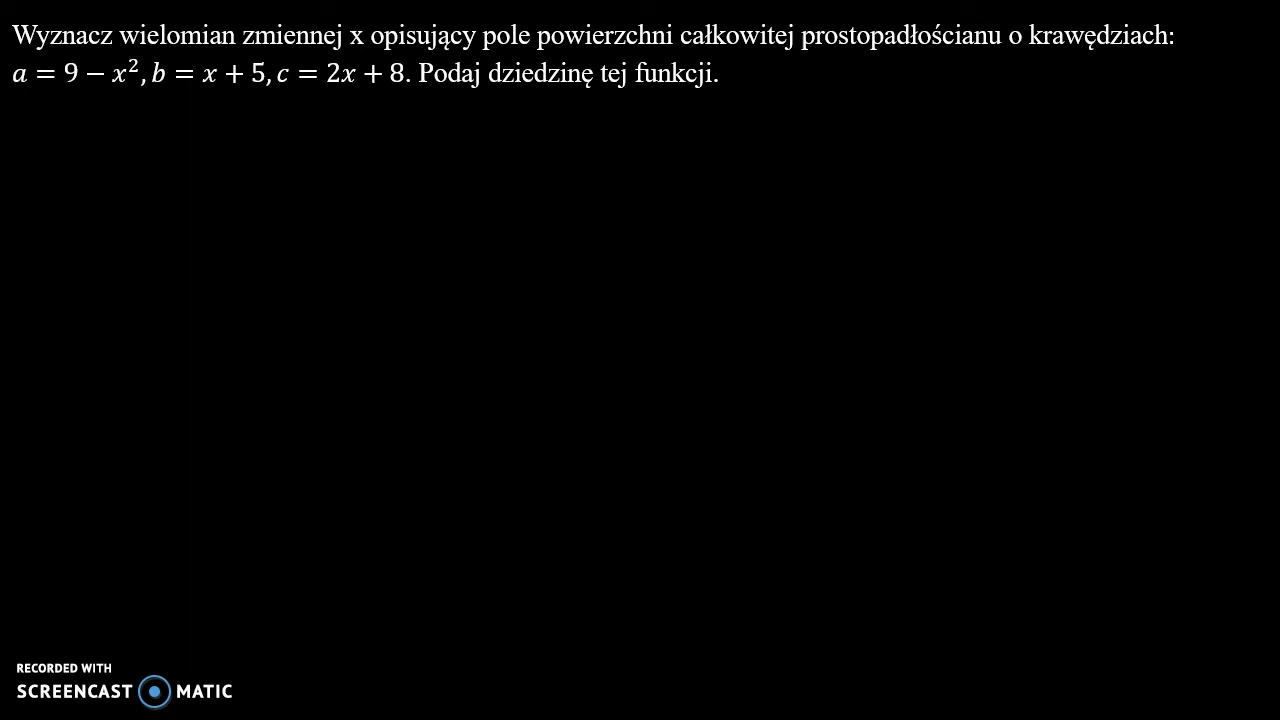 Wyznacz wielomian zmiennej x opisujący pole powierzchni całkowitej prostopadłościanu o krawędziach:
a = 9 − x², b = x + 5, c = 2x + 8. Podaj dziedzinę tej funkcji.
RECORDED WITH
SCREENCAST MATIC